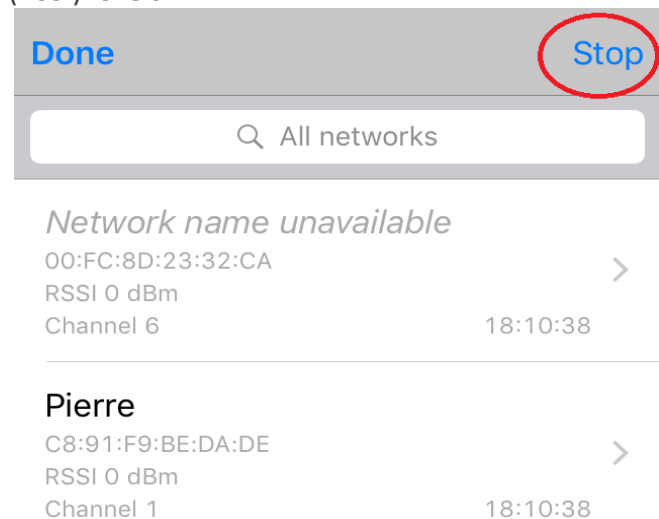 Done Stop
All networks
Network name unavailable
00:FC:8D:23:32:CA
RSSI 0 dBm
Channel 6 18:10:38
Pierre
C8:91:F9:BE:DA:DE
RSSI 0 dBm
Channel 1 18:10:38